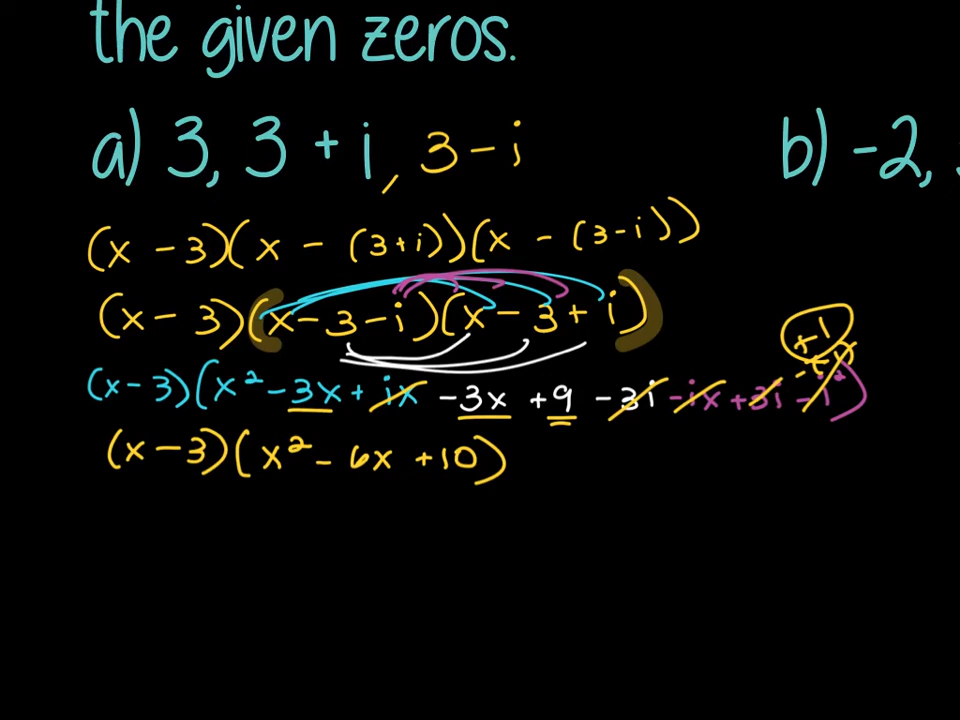 the given zeros.
a) 3, 3 + i, 3 - i
b) -2,
(x - 3)(x - (3+i))(x - (3-i))
(x - 3)(x-3-i)(x-3+i)
+1
-(-1)
(x-3)(x²-3x+ix -3x +9 -3i -ix +3i -i²)
(x-3)(x²-6x+10)